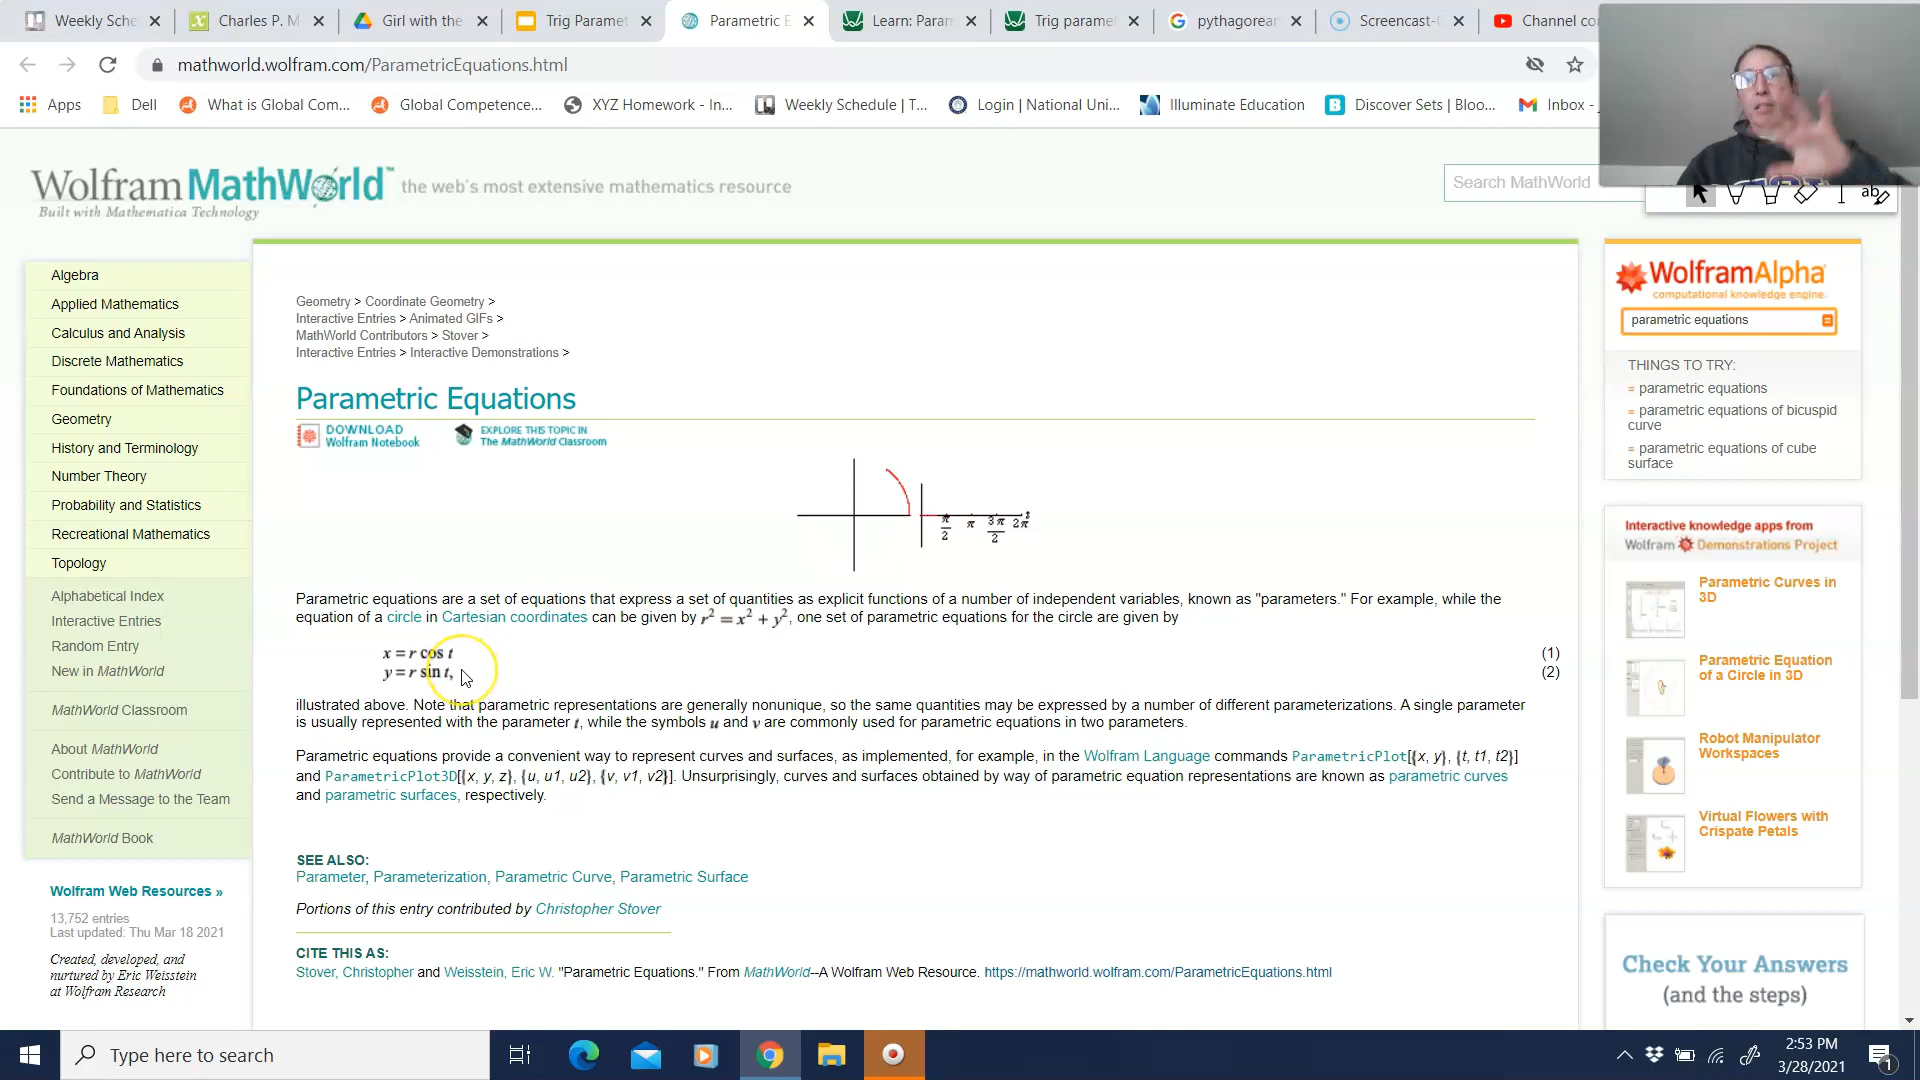 Weekly Sche
Charles P. M
Girl with the
Trig Paramet
Parametric E
Learn: Param
Trig parame
pythagorean
Screencast-
Channel co
mathworld.wolfram.com/ParametricEquations.html
Apps
Dell
What is Global Com...
Global Competence...
XYZ Homework - In...
Weekly Schedule | T...
Login | National Uni...
Illuminate Education
Discover Sets | Bloo...
Inbox -
Wolfram MathWorld™ the web's most extensive mathematics resource
Built with Mathematica Technology
Search MathWorld
Algebra
Applied Mathematics
Calculus and Analysis
Discrete Mathematics
Foundations of Mathematics
Geometry
History and Terminology
Number Theory
Probability and Statistics
Recreational Mathematics
Topology
Alphabetical Index
Interactive Entries
Random Entry
New in MathWorld
MathWorld Classroom
About MathWorld
Contribute to MathWorld
Send a Message to the Team
MathWorld Book
Wolfram Web Resources »
13,752 entries
Last updated: Thu Mar 18 2021
Created, developed, and
nurtured by Eric Weisstein
at Wolfram Research
Geometry > Coordinate Geometry >
Interactive Entries > Animated GIFs >
MathWorld Contributors > Stover >
Interactive Entries > Interactive Demonstrations >
Parametric Equations
DOWNLOAD
Wolfram Notebook
EXPLORE THIS TOPIC IN
The MathWorld Classroom
π/2 π 3π/2 2π t
Parametric equations are a set of equations that express a set of quantities as explicit functions of a number of independent variables, known as "parameters." For example, while the
equation of a circle in Cartesian coordinates can be given by r² = x² + y², one set of parametric equations for the circle are given by
x = r cos t (1)
y = r sin t, (2)
illustrated above. Note that parametric representations are generally nonunique, so the same quantities may be expressed by a number of different parameterizations. A single parameter
is usually represented with the parameter t, while the symbols u and v are commonly used for parametric equations in two parameters.
Parametric equations provide a convenient way to represent curves and surfaces, as implemented, for example, in the Wolfram Language commands ParametricPlot[{x, y}, {t, t1, t2}]
and ParametricPlot3D[{x, y, z}, {u, u1, u2}, {v, v1, v2}]. Unsurprisingly, curves and surfaces obtained by way of parametric equation representations are known as parametric curves
and parametric surfaces, respectively.
SEE ALSO:
Parameter, Parameterization, Parametric Curve, Parametric Surface
Portions of this entry contributed by Christopher Stover
CITE THIS AS:
Stover, Christopher and Weisstein, Eric W. "Parametric Equations." From MathWorld--A Wolfram Web Resource. https://mathworld.wolfram.com/ParametricEquations.html
WolframAlpha
computational knowledge engine
parametric equations
THINGS TO TRY:
= parametric equations
= parametric equations of bicuspid
curve
= parametric equations of cube
surface
Interactive knowledge apps from
Wolfram Demonstrations Project
Parametric Curves in
3D
Parametric Equation
of a Circle in 3D
Robot Manipulator
Workspaces
Virtual Flowers with
Crispate Petals
Check Your Answers
(and the steps)
Type here to search
2:53 PM
3/28/2021
1